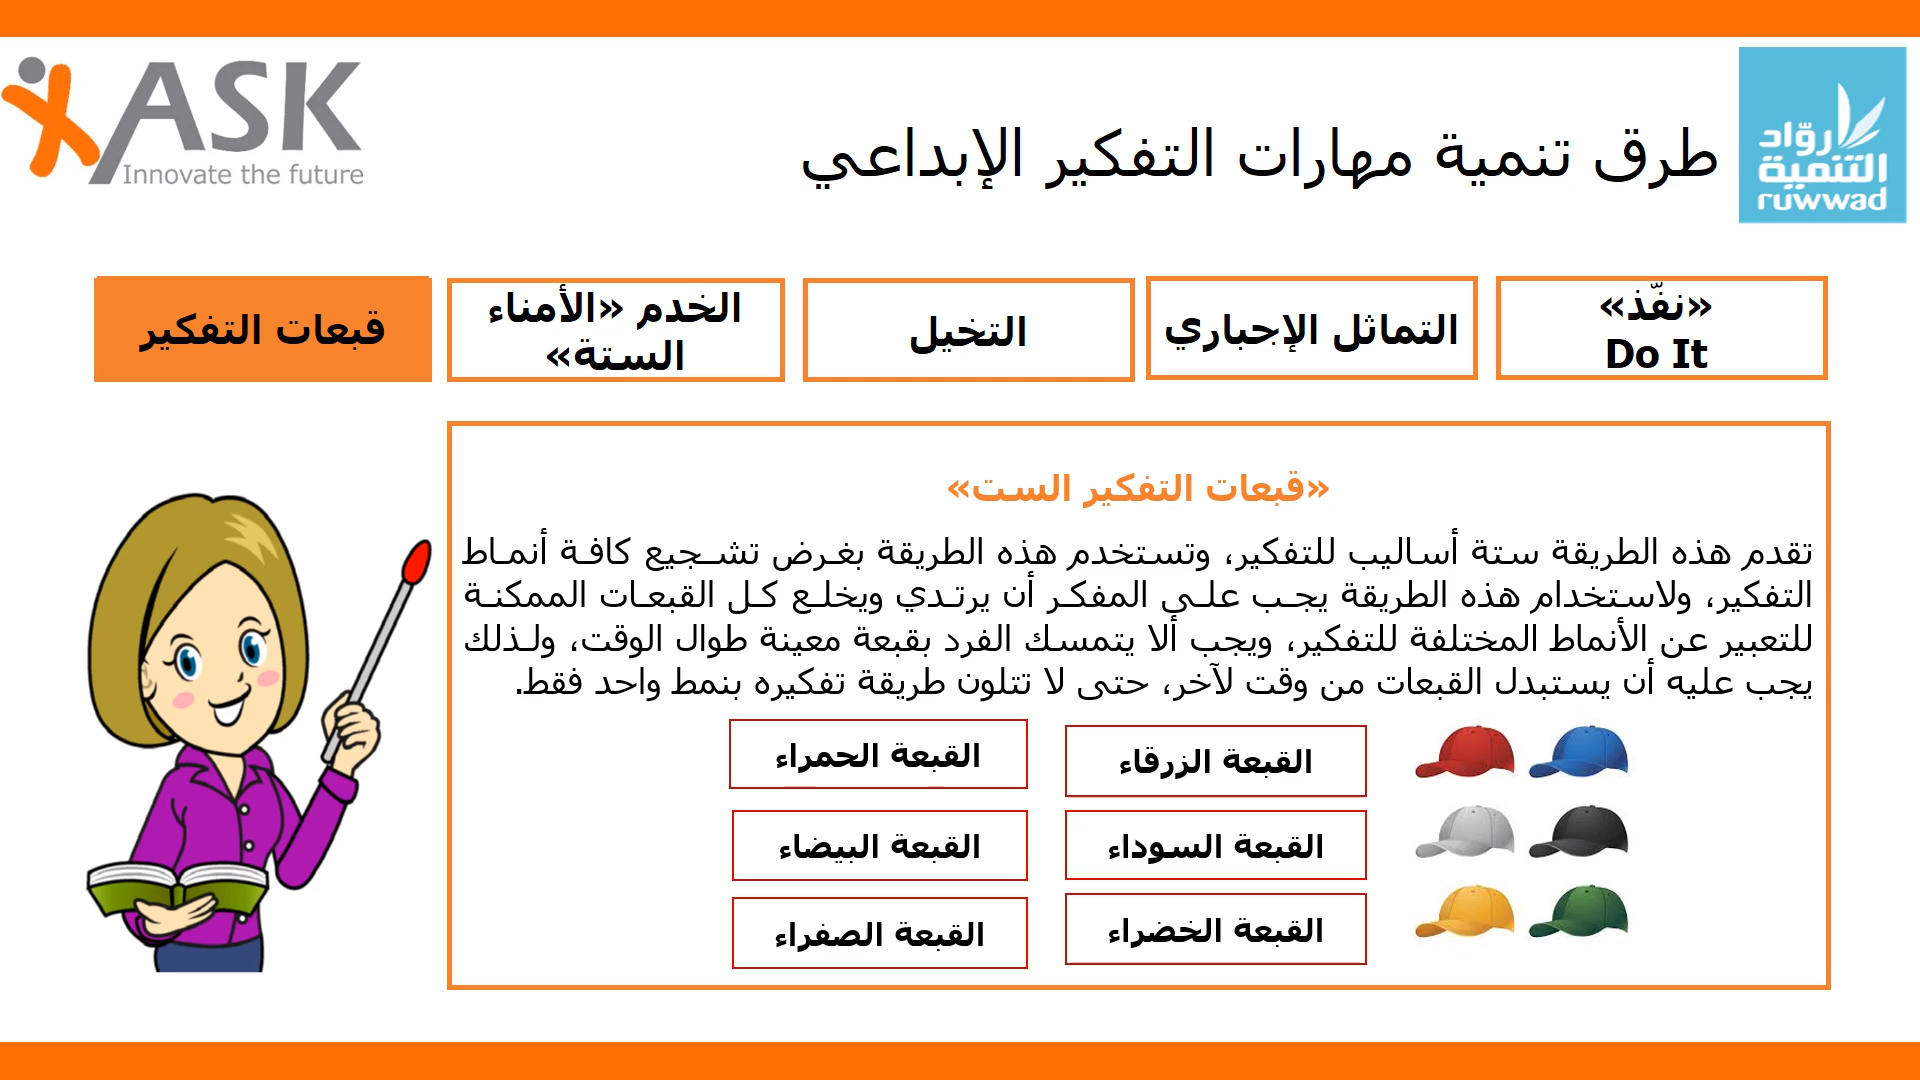 ASK
Innovate the future
روّاد
التنمية
ruwwad
طرق تنمية مهارات التفكير الإبداعي
«نفّذ»
Do It
التماثل الإجباري
التخيل
الخدم «الأمناء
الستة»
قبعات التفكير
«قبعات التفكير الست»
تقدم هذه الطريقة ستة أساليب للتفكير، وتستخدم هذه الطريقة بغرض تشجيع كافة أنماط
التفكير، ولاستخدام هذه الطريقة يجب على المفكر أن يرتدي ويخلع كل القبعات الممكنة
للتعبير عن الأنماط المختلفة للتفكير، ويجب ألا يتمسك الفرد بقبعة معينة طوال الوقت، ولذلك
يجب عليه أن يستبدل القبعات من وقت لآخر، حتى لا تتلون طريقة تفكيره بنمط واحد فقط.
القبعة الزرقاء
القبعة الحمراء
القبعة السوداء
القبعة البيضاء
القبعة الخضراء
القبعة الصفراء